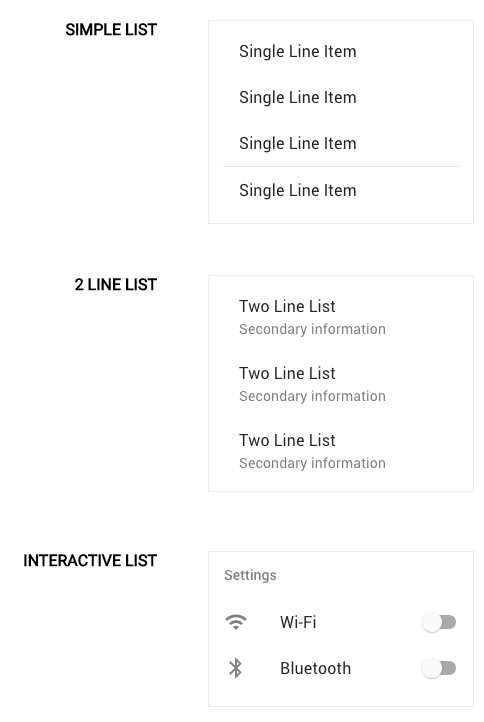 SIMPLE LIST
Single Line Item
Single Line Item
Single Line Item
Single Line Item
2 LINE LIST
Two Line List
Secondary information
Two Line List
Secondary information
Two Line List
Secondary information
INTERACTIVE LIST
Settings
Wi-Fi
Bluetooth